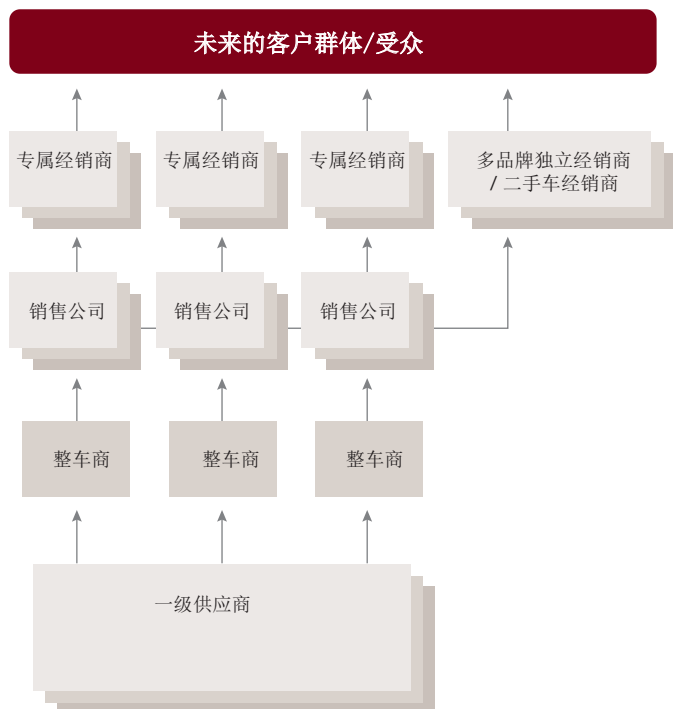 未来的客户群体/受众
专属经销商
专属经销商
专属经销商
多品牌独立经销商
/ 二手车经销商
销售公司
销售公司
销售公司
整车商
整车商
整车商
一级供应商